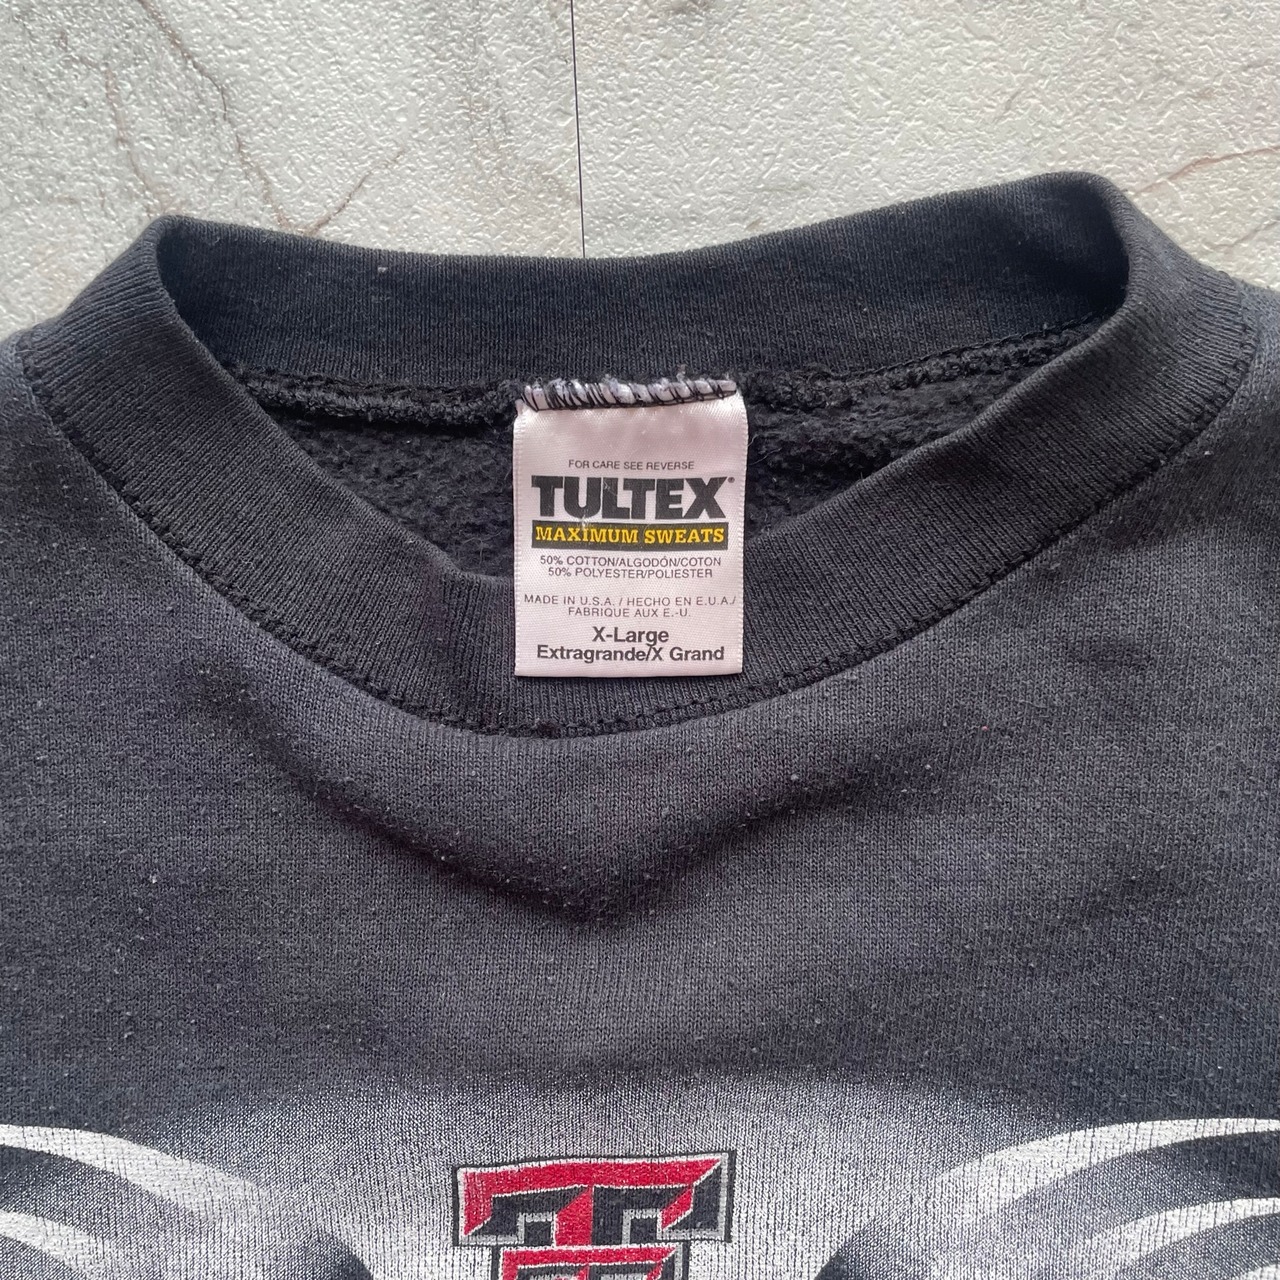 FOR CARE SEE REVERSE
TULTEX®
MAXIMUM SWEATS
50% COTTON/ALGODÓN/COTON
50% POLYESTER/POLIESTER
MADE IN U.S.A. / HECHO EN E.U.A./
FABRIQUE AUX E.-U.
X-Large
Extragrande/X Grand